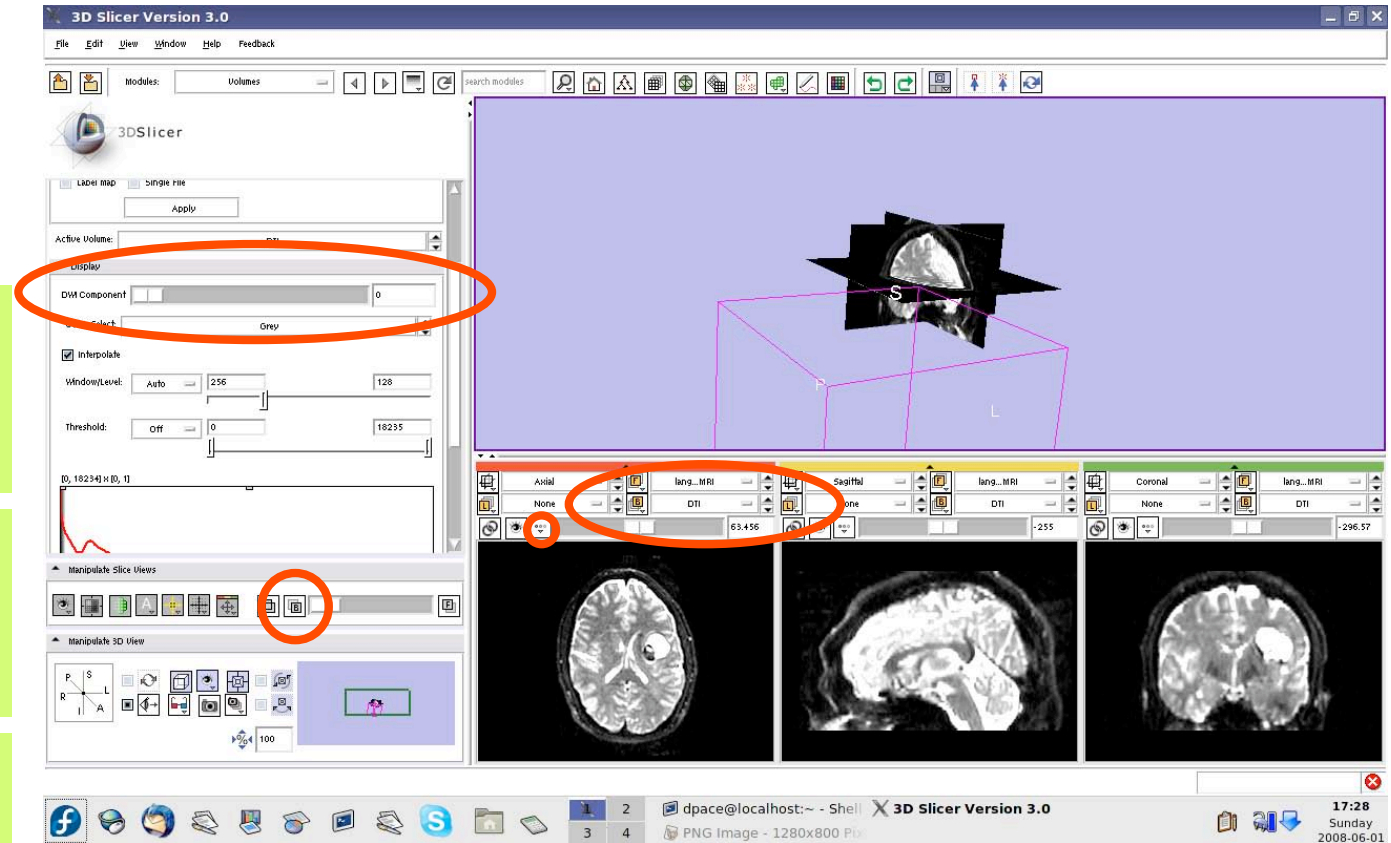 3D Slicer Version 3.0
File Edit View Window Help Feedback
Modules: Volumes search modules
3DSlicer
Label Map Single File
Apply
Active Volume: DTI
Display
DWI Component 0
Select: Grey
Interpolate
Window/Level: Auto 256 128
Threshold: Off 0 18235
[0, 18234] x [0, 1]
Manipulate Slice Views
A B F
Manipulate 3D View
P S
R L
I A
% 100
S
P
L
Axial F lang...MRI Sagittal F lang...MRI Coronal F lang...MRI
L None B DTI L None B DTI L None B DTI
63.456 -255 -296.57
1 2 dpace@localhost:~ - Shell 3D Slicer Version 3.0
3 4 PNG Image - 1280x800
17:28
Sunday
2008-06-01